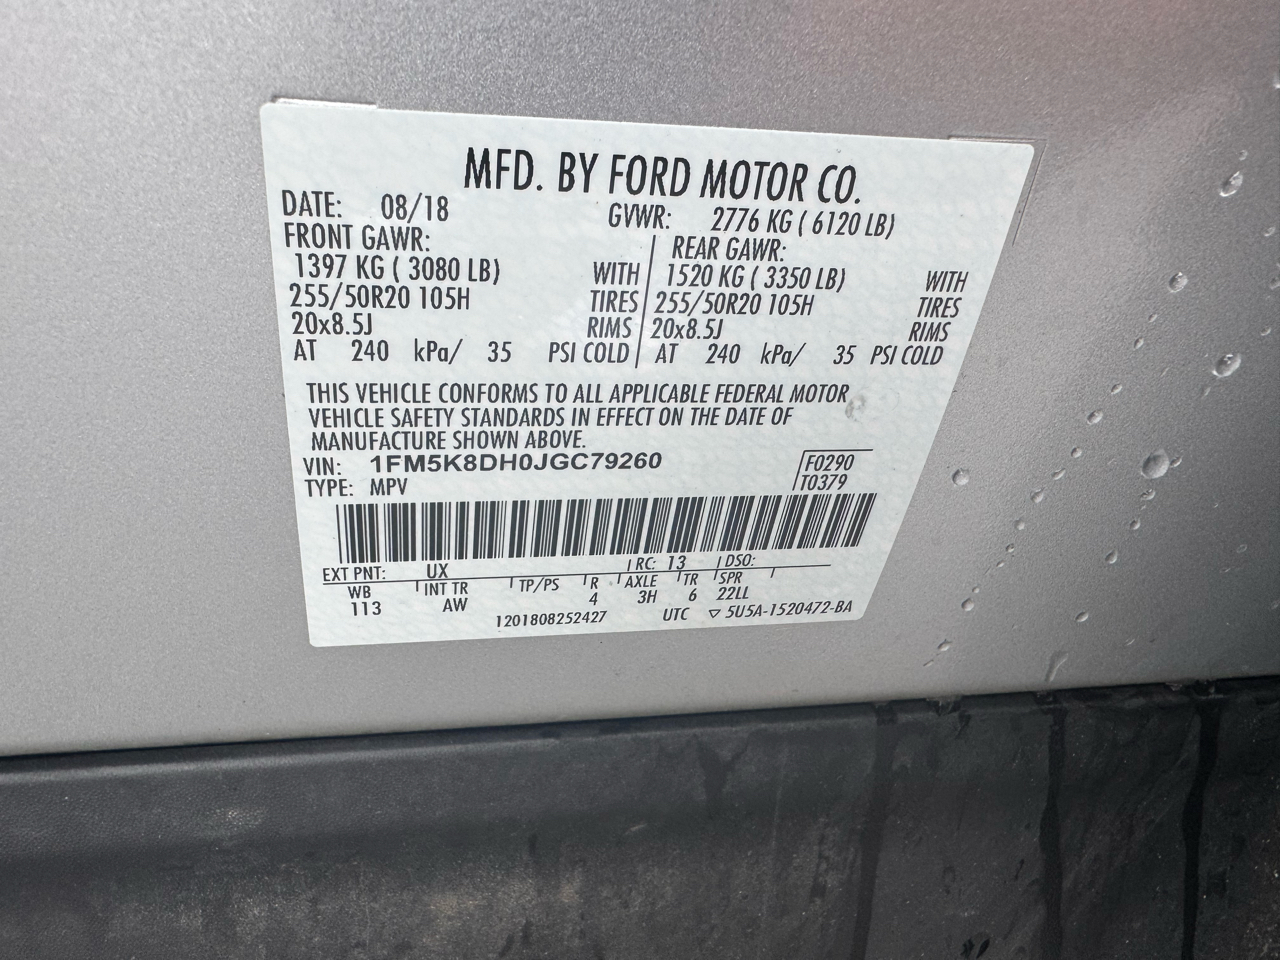 MFD. BY FORD MOTOR CO.
DATE: 08/18 GVWR: 2776 KG ( 6120 LB)
FRONT GAWR: REAR GAWR:
1397 KG ( 3080 LB) WITH 1520 KG ( 3350 LB) WITH
255/50R20 105H TIRES 255/50R20 105H TIRES
20x8.5J RIMS 20x8.5J RIMS
AT 240 kPa/ 35 PSI COLD AT 240 kPa/ 35 PSI COLD
THIS VEHICLE CONFORMS TO ALL APPLICABLE FEDERAL MOTOR
VEHICLE SAFETY STANDARDS IN EFFECT ON THE DATE OF
MANUFACTURE SHOWN ABOVE.
VIN: 1FM5K8DH0JGC79260 F0290
TYPE: MPV T0379
EXT PNT: UX RC: 13 DSO:
WB INT TR TP/PS R AXLE TR SPR
113 AW 4 3H 6 22LL
1201808252427 UTC ▽ 5U5A-1520472-BA